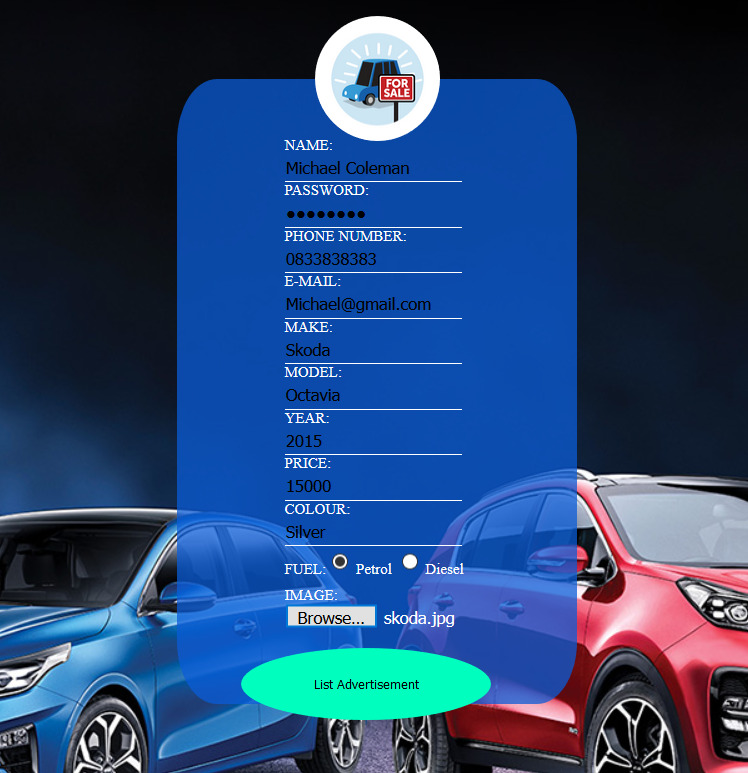 FOR
SALE
NAME:
Michael Coleman
PASSWORD:
●●●●●●●●
PHONE NUMBER:
0833838383
E-MAIL:
Michael@gmail.com
MAKE:
Skoda
MODEL:
Octavia
YEAR:
2015
PRICE:
15000
COLOUR:
Silver
FUEL: Petrol Diesel
IMAGE:
Browse... skoda.jpg
List Advertisement